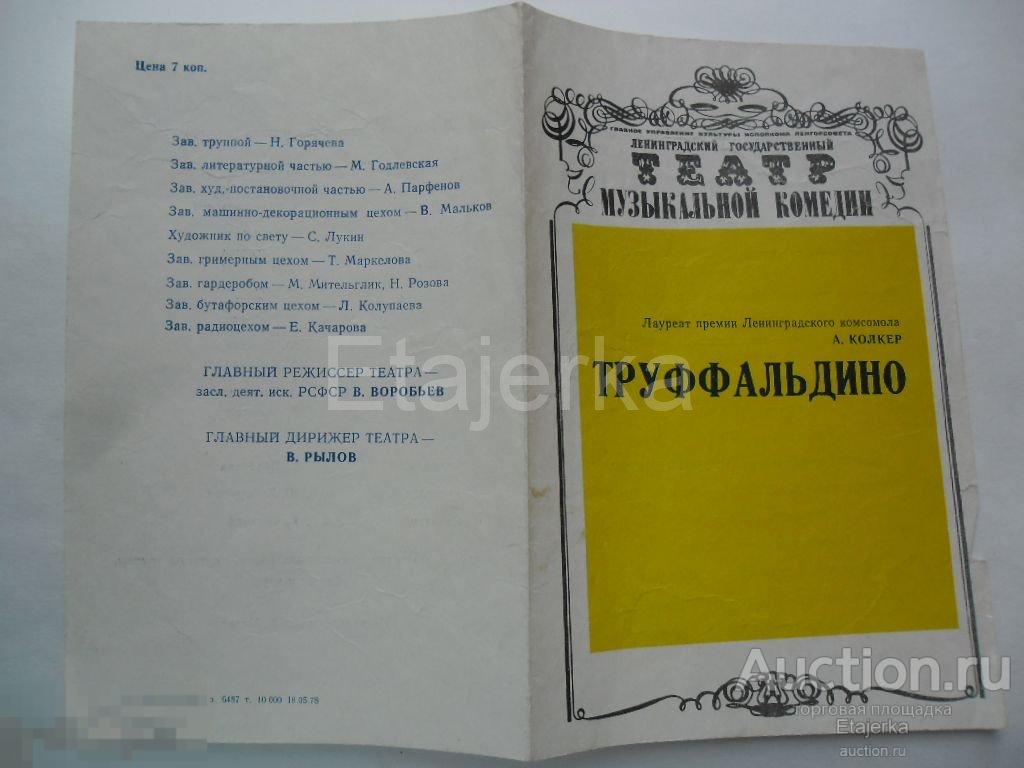 Цена 7 коп.
Зав. труппой — Н. Горячева
Зав. литературной частью — М. Годлевская
Зав. худ.-постановочной частью — А. Парфенов
Зав. машинно-декорационным цехом — В. Мальков
Художник по свету — С. Лукин
Зав. гримерным цехом — Т. Маркелова
Зав. гардеробом — М. Мительглик, Н. Розова
Зав. бутафорским цехом — Л. Колупаева
Зав. радиоцехом — Е. Качарова
ГЛАВНЫЙ РЕЖИССЕР ТЕАТРА —
засл. деят. иск. РСФСР В. ВОРОБЬЕВ
ГЛАВНЫЙ ДИРИЖЕР ТЕАТРА —
В. РЫЛОВ
з. 6487 т. 10 000 18.05.78
ГЛАВНОЕ УПРАВЛЕНИЕ КУЛЬТУРЫ ИСПОЛКОМА ЛЕНГОРСОВЕТА
ЛЕНИНГРАДСКИЙ ГОСУДАРСТВЕННЫЙ
ТЕАТР
МУЗЫКАЛЬНОЙ КОМЕДИИ
Лауреат премии Ленинградского комсомола
А. КОЛКЕР
ТРУФФАЛЬДИНО
Etajerka
Auction.ru
Торговая площадка
Etajerka
auction.ru